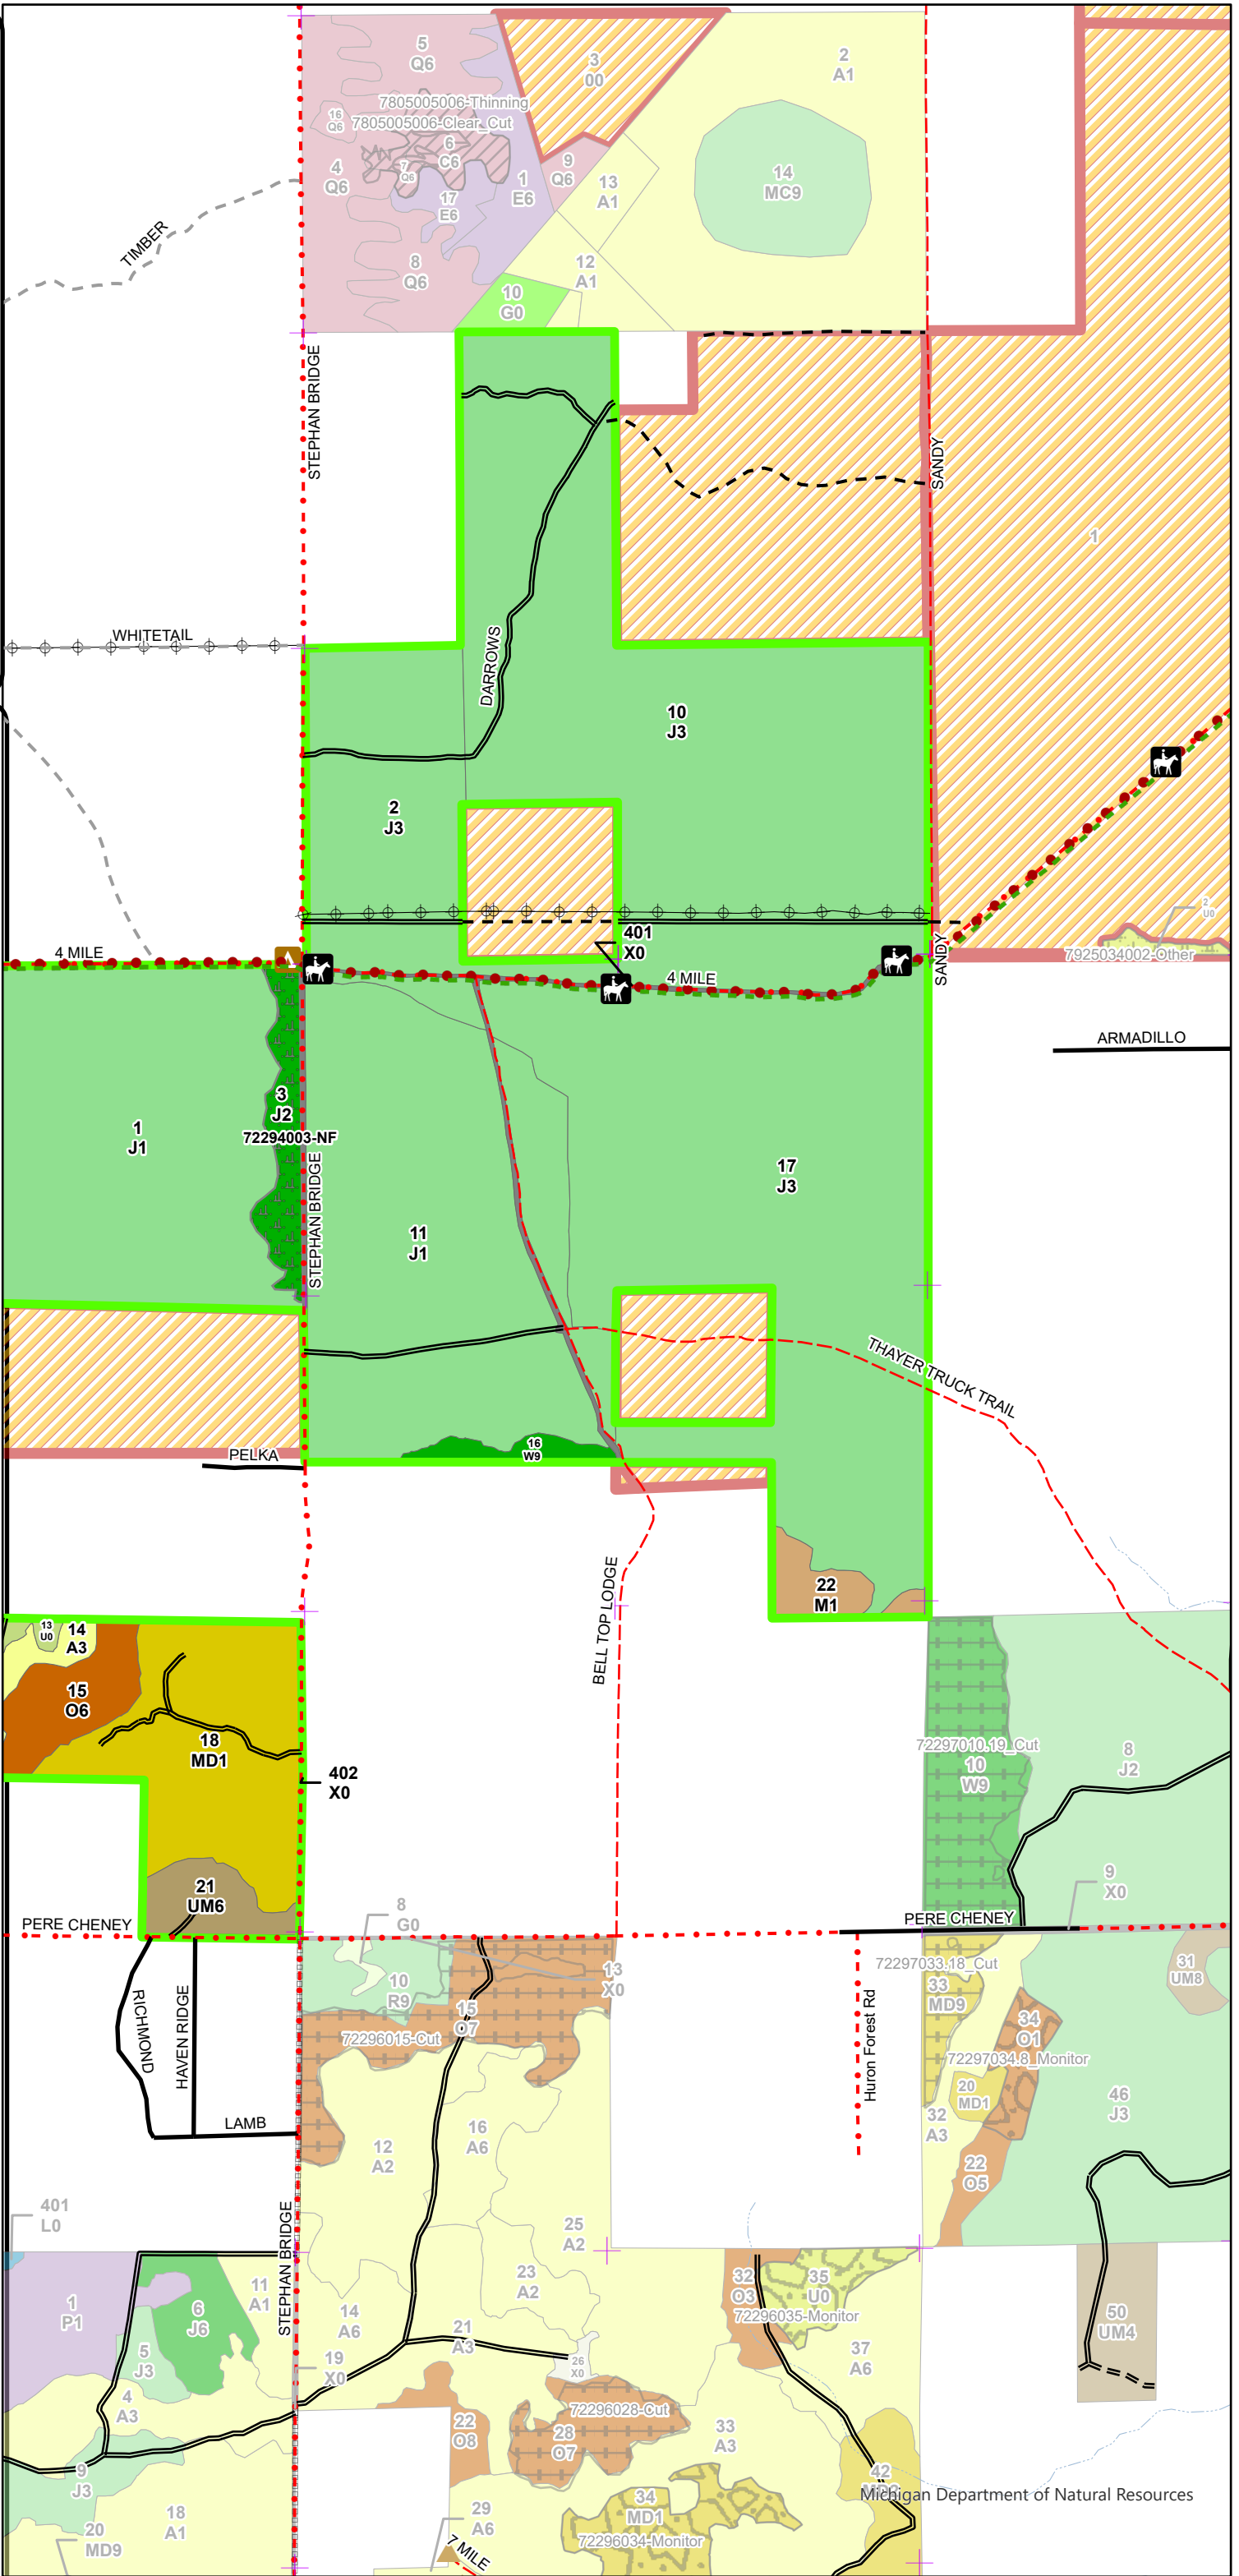 5
Q6
3
00
2
A1
7805005006-Thinning
16
Q6
7805005006-Clear_Cut
6
C6
4
Q6
7
Q6
9
Q6
1
E6
13
A1
14
MC9
17
E6
TIMBER
8
Q6
12
A1
10
G0
STEPHAN BRIDGE
SANDY
1
WHITETAIL
DARROWS
10
J3
2
J3
2
U0
401
X0
4 MILE
4 MILE
SANDY
7925034002-Other
ARMADILLO
3
J2
1
J1
72294003-NF
17
J3
STEPHAN BRIDGE
11
J1
THAYER TRUCK TRAIL
16
W9
PELKA
BELL TOP LODGE
22
M1
13
U0
14
A3
15
O6
18
MD1
72297010.19_Cut
10
W9
8
J2
402
X0
21
UM6
9
X0
8
G0
PERE CHENEY
PERE CHENEY
72297033.18_Cut
13
X0
10
R9
33
MD9
31
UM8
RICHMOND
HAVEN RIDGE
15
O7
72296015-Cut
Huron Forest Rd
34
O1
72297034.8_Monitor
20
MD1
46
J3
32
A3
LAMB
16
A6
12
A2
22
O5
401
L0
STEPHAN BRIDGE
25
A2
1
P1
6
J6
11
A1
23
A2
32
O3
35
U0
14
A6
72296035-Monitor
50
UM4
21
A3
5
J3
19
X0
26
X0
37
A6
4
A3
72296028-Cut
22
O8
28
O7
33
A3
9
J3
42
Michigan Department of Natural Resources
34
MD1
18
A1
29
A6
20
MD9
72296034-Monitor
7 MILE